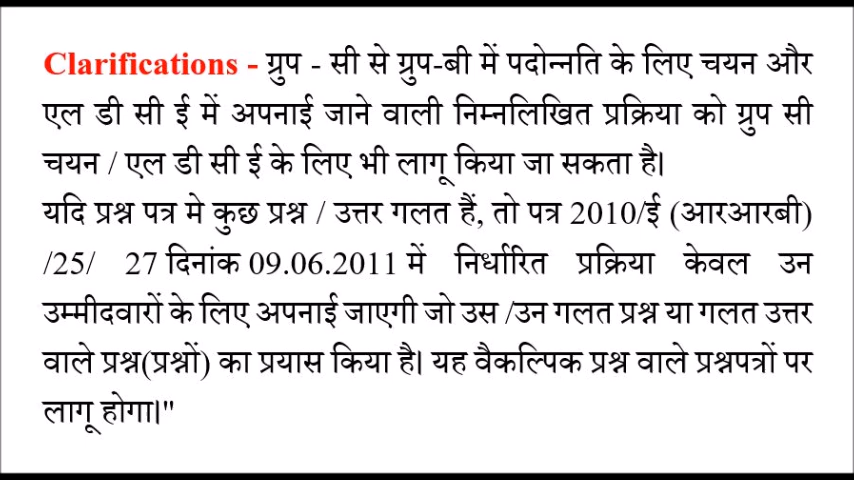 Clarifications - ग्रुप - सी से ग्रुप-बी में पदोन्नति के लिए चयन और
एल डी सी ई में अपनाई जाने वाली निम्नलिखित प्रक्रिया को ग्रुप सी
चयन / एल डी सी ई के लिए भी लागू किया जा सकता है।
यदि प्रश्न पत्र मे कुछ प्रश्न / उत्तर गलत हैं, तो पत्र 2010/ई (आरआरबी)
/25/ 27 दिनांक 09.06.2011 में निर्धारित प्रक्रिया केवल उन
उम्मीदवारों के लिए अपनाई जाएगी जो उस /उन गलत प्रश्न या गलत उत्तर
वाले प्रश्न(प्रश्नों) का प्रयास किया है। यह वैकल्पिक प्रश्न वाले प्रश्नपत्रों पर
लागू होगा।"